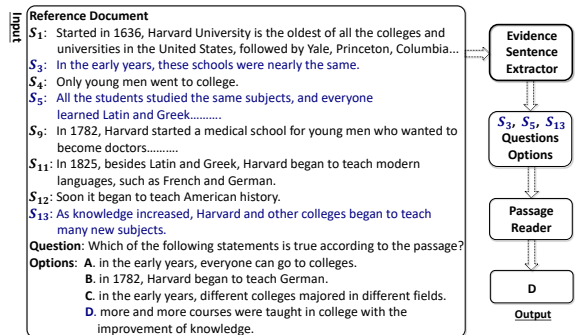 Input
Reference Document
S1: Started in 1636, Harvard University is the oldest of all the colleges and
universities in the United States, followed by Yale, Princeton, Columbia...
S3: In the early years, these schools were nearly the same.
S4: Only young men went to college.
S5: All the students studied the same subjects, and everyone
learned Latin and Greek..........
S9: In 1782, Harvard started a medical school for young men who wanted to
become doctors..........
S11: In 1825, besides Latin and Greek, Harvard began to teach modern
languages, such as French and German.
S12: Soon it began to teach American history.
S13: As knowledge increased, Harvard and other colleges began to teach
many new subjects.
Question: Which of the following statements is true according to the passage?
Options: A. in the early years, everyone can go to colleges.
B. in 1782, Harvard began to teach German.
C. in the early years, different colleges majored in different fields.
D. more and more courses were taught in college with the
improvement of knowledge.
Evidence
Sentence
Extractor
S3, S5, S13
Questions
Options
Passage
Reader
D
Output